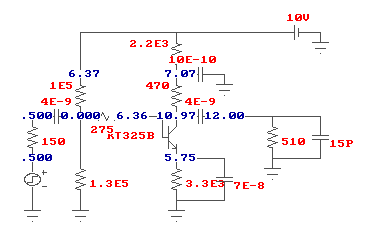 10V
2.2E3
10E-10
6.37 7.07
1E5 470
4E-9 4E-9
.500 0.000 6.36 10.97 12.00
275
KT325B
150 510 15P
.500 5.75
+
-
1.3E5 3.3E3 7E-8